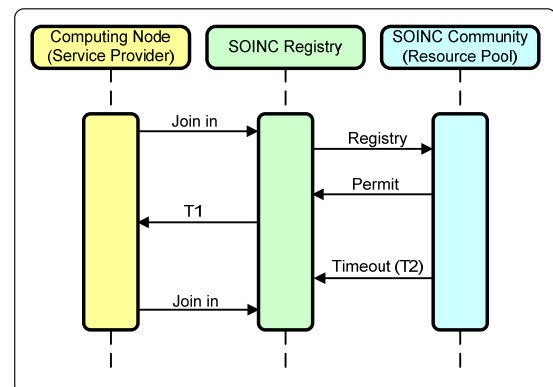 Computing Node
(Service Provider)
SOINC Registry
SOINC Community
(Resource Pool)
Join in
Registry
Permit
T1
Timeout (T2)
Join in